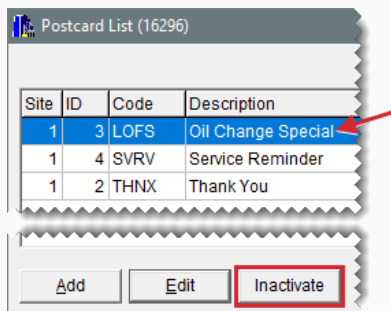 Postcard List (16296)
Site ID Code Description
1 3 LOFS Oil Change Special
1 4 SVRV Service Reminder
1 2 THNX Thank You
Add Edit Inactivate